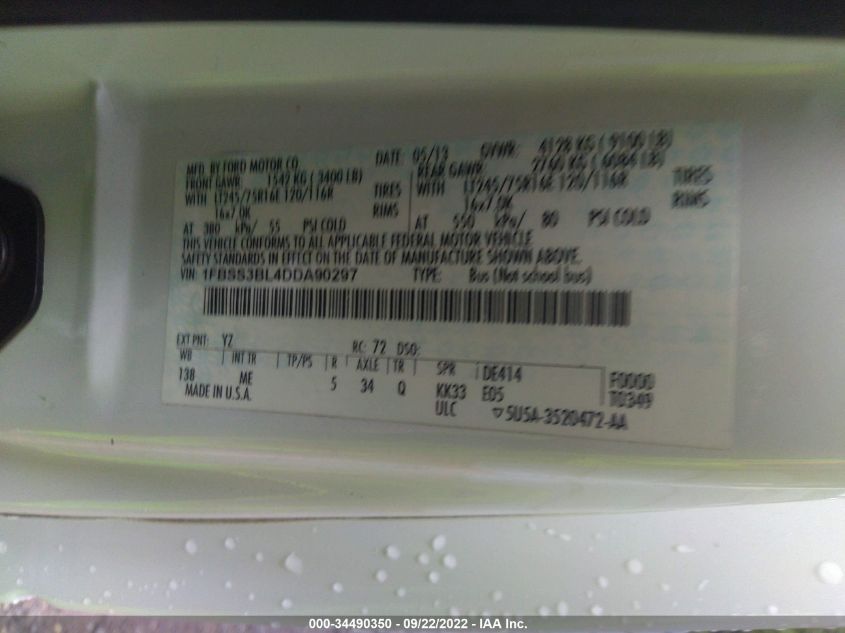 MFD. BY FORD MOTOR CO. DATE: 05/13 GVWR: 4128 KG (9100 LB)
FRONT GAWR: 1542 KG (3400 LB) REAR GAWR: 2760 KG (6084 LB)
WITH LT245/75R16E 120/116R TIRES WITH LT245/75R16E 120/116R TIRES
16x7.0K RIMS 16x7.0K RIMS
AT 380 kPa/ 55 PSI COLD AT 550 kPa/ 80 PSI COLD
THIS VEHICLE CONFORMS TO ALL APPLICABLE FEDERAL MOTOR VEHICLE
SAFETY STANDARDS IN EFFECT ON THE DATE OF MANUFACTURE SHOWN ABOVE.
VIN: 1FBSS3BL4DDA90297 TYPE: Bus (Not school bus)
EXT PNT: YZ RC: 72 DSO:
WB INT TR TP/PS R AXLE TR SPR DE414 F0000
138 ME 5 34 Q KK33 E05 T0349
MADE IN U.S.A. ULC ▽5U5A-3520472-AA
000-34490350 / 09/22/2022 - IAA Inc.